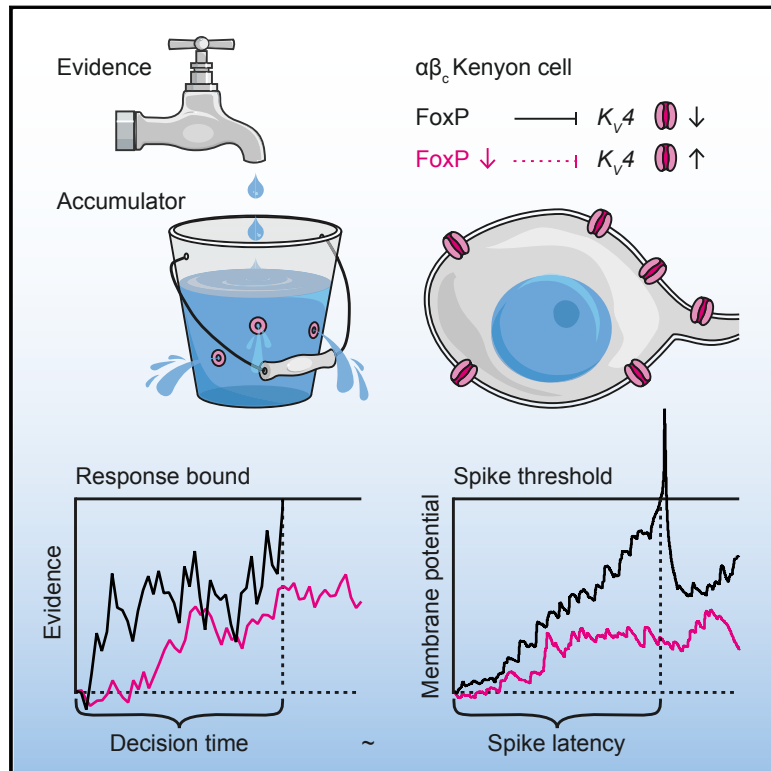 Evidence
Accumulator
αβc Kenyon cell
FoxP KV4 ↓
FoxP ↓ KV4 ↑
Response bound
Evidence
Decision time
~
Spike threshold
Membrane potential
Spike latency